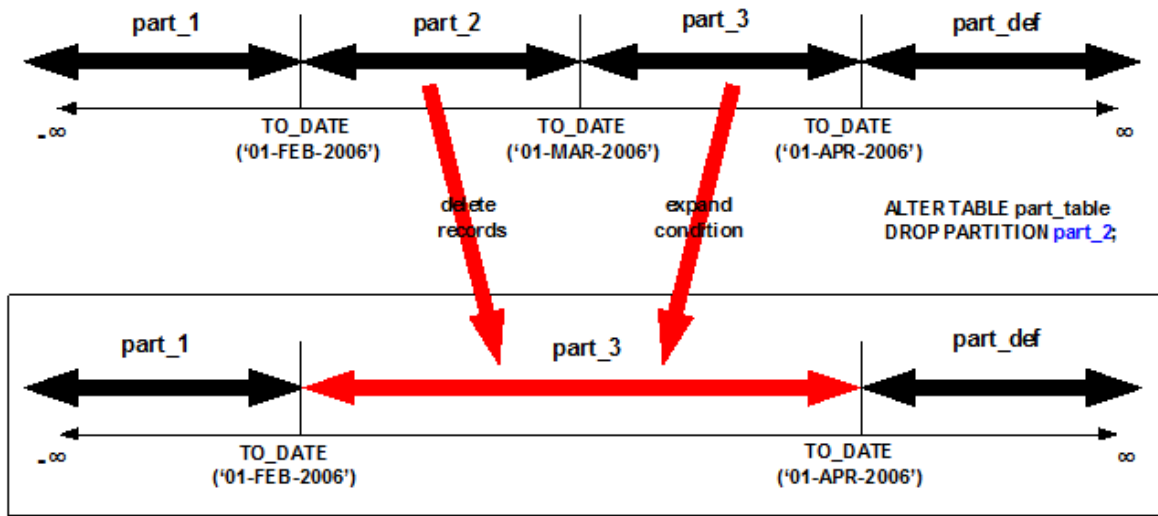 part_1
part_2
part_3
part_def
-∞
TO_DATE
('01-FEB-2006')
TO_DATE
('01-MAR-2006')
TO_DATE
('01-APR-2006')
∞
delete
records
expand
condition
ALTER TABLE part_table
DROP PARTITION part_2;
part_1
part_3
part_def
-∞
TO_DATE
('01-FEB-2006')
TO_DATE
('01-APR-2006')
∞